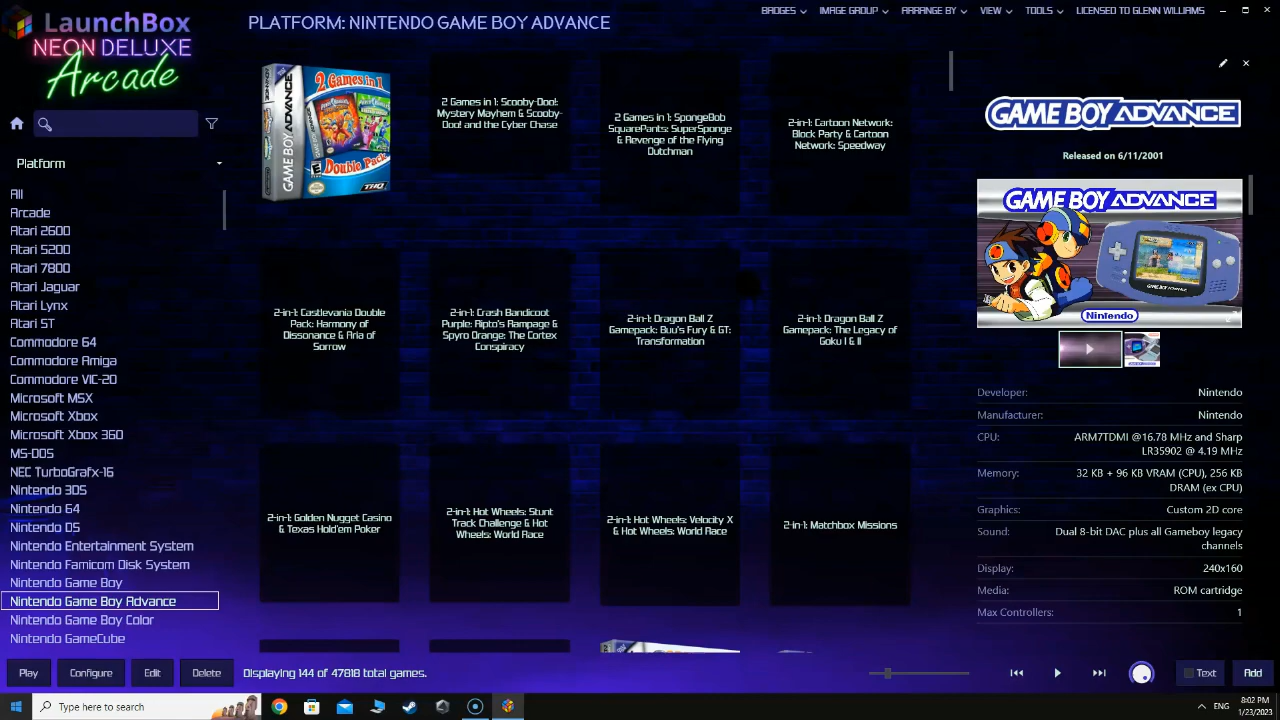 LaunchBox
NEON DELUXE
Arcade
PLATFORM: NINTENDO GAME BOY ADVANCE
BADGES
IMAGE GROUP
ARRANGE BY
VIEW
TOOLS
LICENSED TO GLENN WILLIAMS
Platform
All
Arcade
Atari 2600
Atari 5200
Atari 7800
Atari Jaguar
Atari Lynx
Atari ST
Commodore 64
Commodore Amiga
Commodore VIC-20
Microsoft MSX
Microsoft Xbox
Microsoft Xbox 360
MS-DOS
NEC TurboGrafx-16
Nintendo 3DS
Nintendo 64
Nintendo DS
Nintendo Entertainment System
Nintendo Famicom Disk System
Nintendo Game Boy
Nintendo Game Boy Advance
Nintendo Game Boy Color
Nintendo GameCube
GAME BOY ADVANCE
2 Games in 1
Double Pack
THQ
2 Games in 1: Scooby-Doo!:
Mystery Mayhem & Scooby-
Doo! and the Cyber Chase
2 Games in 1: SpongeBob
SquarePants: SuperSponge
& Revenge of the Flying
Dutchman
2-in-1: Cartoon Network:
Block Party & Cartoon
Network: Speedway
2-in-1: Castlevania Double
Pack: Harmony of
Dissonance & Aria of
Sorrow
2-in-1: Crash Bandicoot
Purple: Ripto's Rampage &
Spyro Orange: The Cortex
Conspiracy
2-in-1: Dragon Ball Z
Gamepack: Buu's Fury & GT:
Transformation
2-in-1: Dragon Ball Z
Gamepack: The Legacy of
Goku I & II
2-in-1: Golden Nugget Casino
& Texas Hold'em Poker
2-in-1: Hot Wheels: Stunt
Track Challenge & Hot
Wheels: World Race
2-in-1: Hot Wheels: Velocity X
& Hot Wheels: World Race
2-in-1: Matchbox Missions
GAME BOY ADVANCE
Released on 6/11/2001
GAME BOY ADVANCE
Nintendo
Developer: Nintendo
Manufacturer: Nintendo
CPU: ARM7TDMI @16.78 MHz and Sharp
LR35902 @ 4.19 MHz
Memory: 32 KB + 96 KB VRAM (CPU), 256 KB
DRAM (ex CPU)
Graphics: Custom 2D core
Sound: Dual 8-bit DAC plus all Gameboy legacy
channels
Display: 240x160
Media: ROM cartridge
Max Controllers: 1
Play
Configure
Edit
Delete
Displaying 144 of 47818 total games.
Text
Add
Type here to search
ENG
8:02 PM
1/23/2023